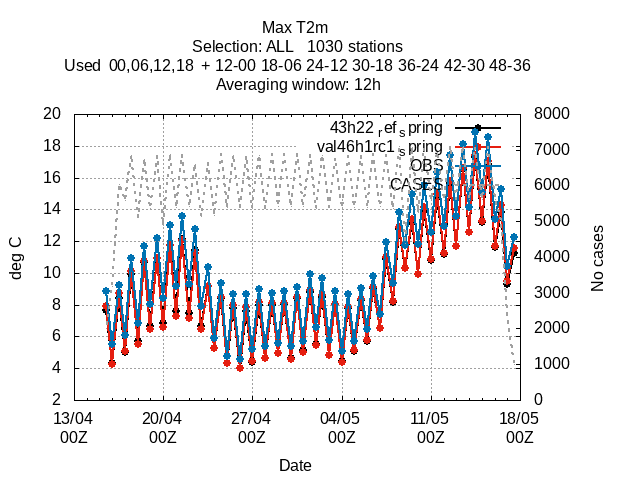 Max T2m
Selection: ALL   1030 stations
Used  00,06,12,18  + 12-00 18-06 24-12 30-18 36-24 42-30 48-36
Averaging window: 12h
20 8000
18 7000
16 6000
14 5000
12 4000
10 3000
8 2000
6 1000
4 0
2
43h22_ref_spring
val46h1rc1_spring
OBS
CASES
deg C
No cases
13/04 20/04 27/04 04/05 11/05 18/05
00Z 00Z 00Z 00Z 00Z 00Z
Date